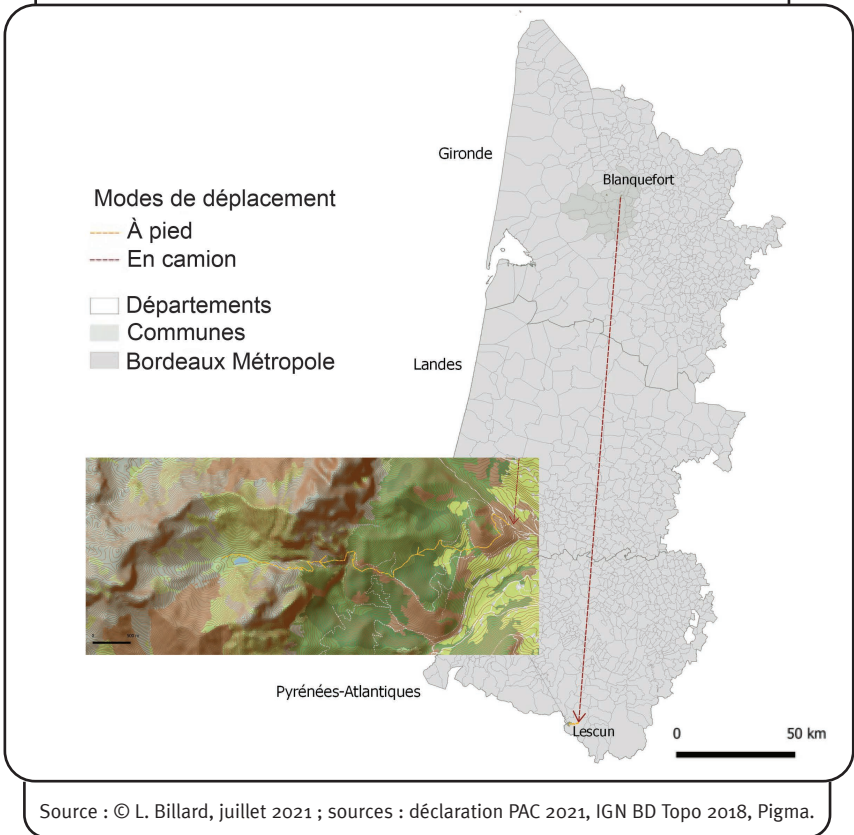 Gironde
Blanquefort
Modes de déplacement
À pied
En camion
Départements
Communes
Bordeaux Métropole
Landes
Pyrénées-Atlantiques
Lescun
0 50 km
Source : © L. Billard, juillet 2021 ; sources : déclaration PAC 2021, IGN BD Topo 2018, Pigma.